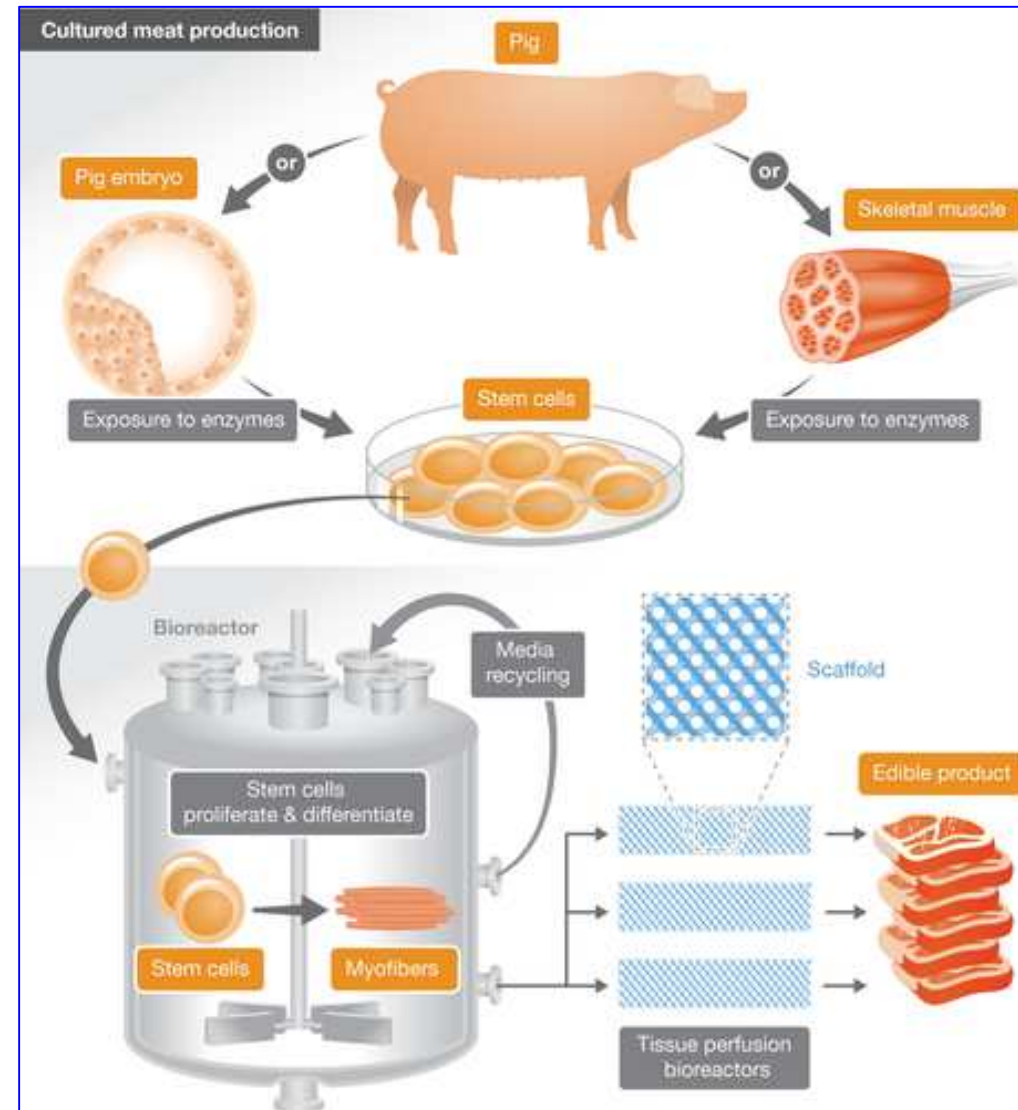 Cultured meat production
Pig
or
or
Pig embryo
Skeletal muscle
Exposure to enzymes
Stem cells
Exposure to enzymes
Bioreactor
Media
recycling
Scaffold
Stem cells
proliferate & differentiate
Edible product
Stem cells
Myofibers
Tissue perfusion
bioreactors